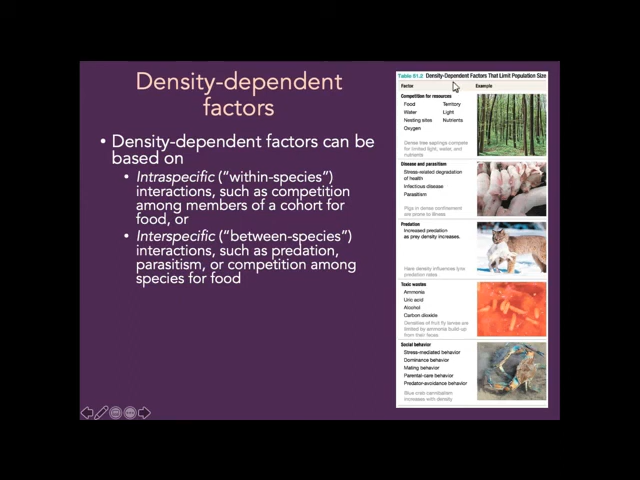 Density-dependent
factors
• Density-dependent factors can be
based on
• Intraspecific (“within-species”)
interactions, such as competition
among members of a cohort for
food, or
• Interspecific (“between-species”)
interactions, such as predation,
parasitism, or competition among
species for food
Table 61.2 Density-Dependent Factors That Limit Population Size
Factor Example
Competition for resources
Food Territory
Water Light
Nesting sites Nutrients
Oxygen
Dense tree saplings compete
for limited light, water, and
nutrients
Disease and parasitism
Stress-related degradation
of health
Infectious disease
Parasitism
Pigs in dense confinement
are prone to illness
Predation
Increased predation
as prey density increases.
Hare density influences lynx
predation rates
Toxic wastes
Ammonia
Uric acid
Alcohol
Carbon dioxide
Densities of fruit fly larvae are
limited by ammonia build-up
from their feces
Social behavior
Stress-mediated behavior
Dominance behavior
Mating behavior
Parental-care behavior
Predator-avoidance behavior
Blue crab cannibalism
increases with density.